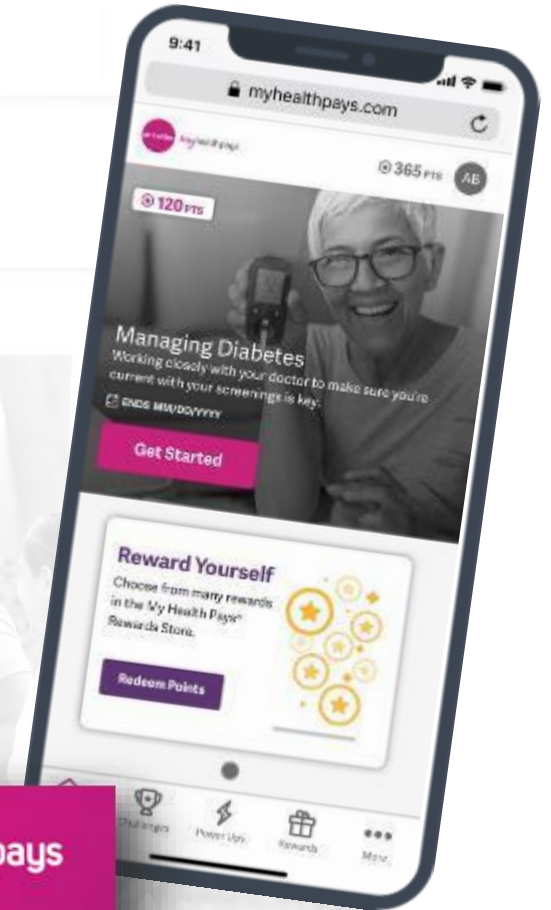 9:41
myhealthpays.com
365 PTS
AB
120 PTS
Managing Diabetes
Working closely with your doctor to make sure you're
current with your screenings is key.
ENDS MM/DD/YYYY
Get Started
Reward Yourself
Choose from many rewards
in the My Health Pays®
Rewards Store.
Redeem Points
Challenges
Power Ups
Rewards
More
pays